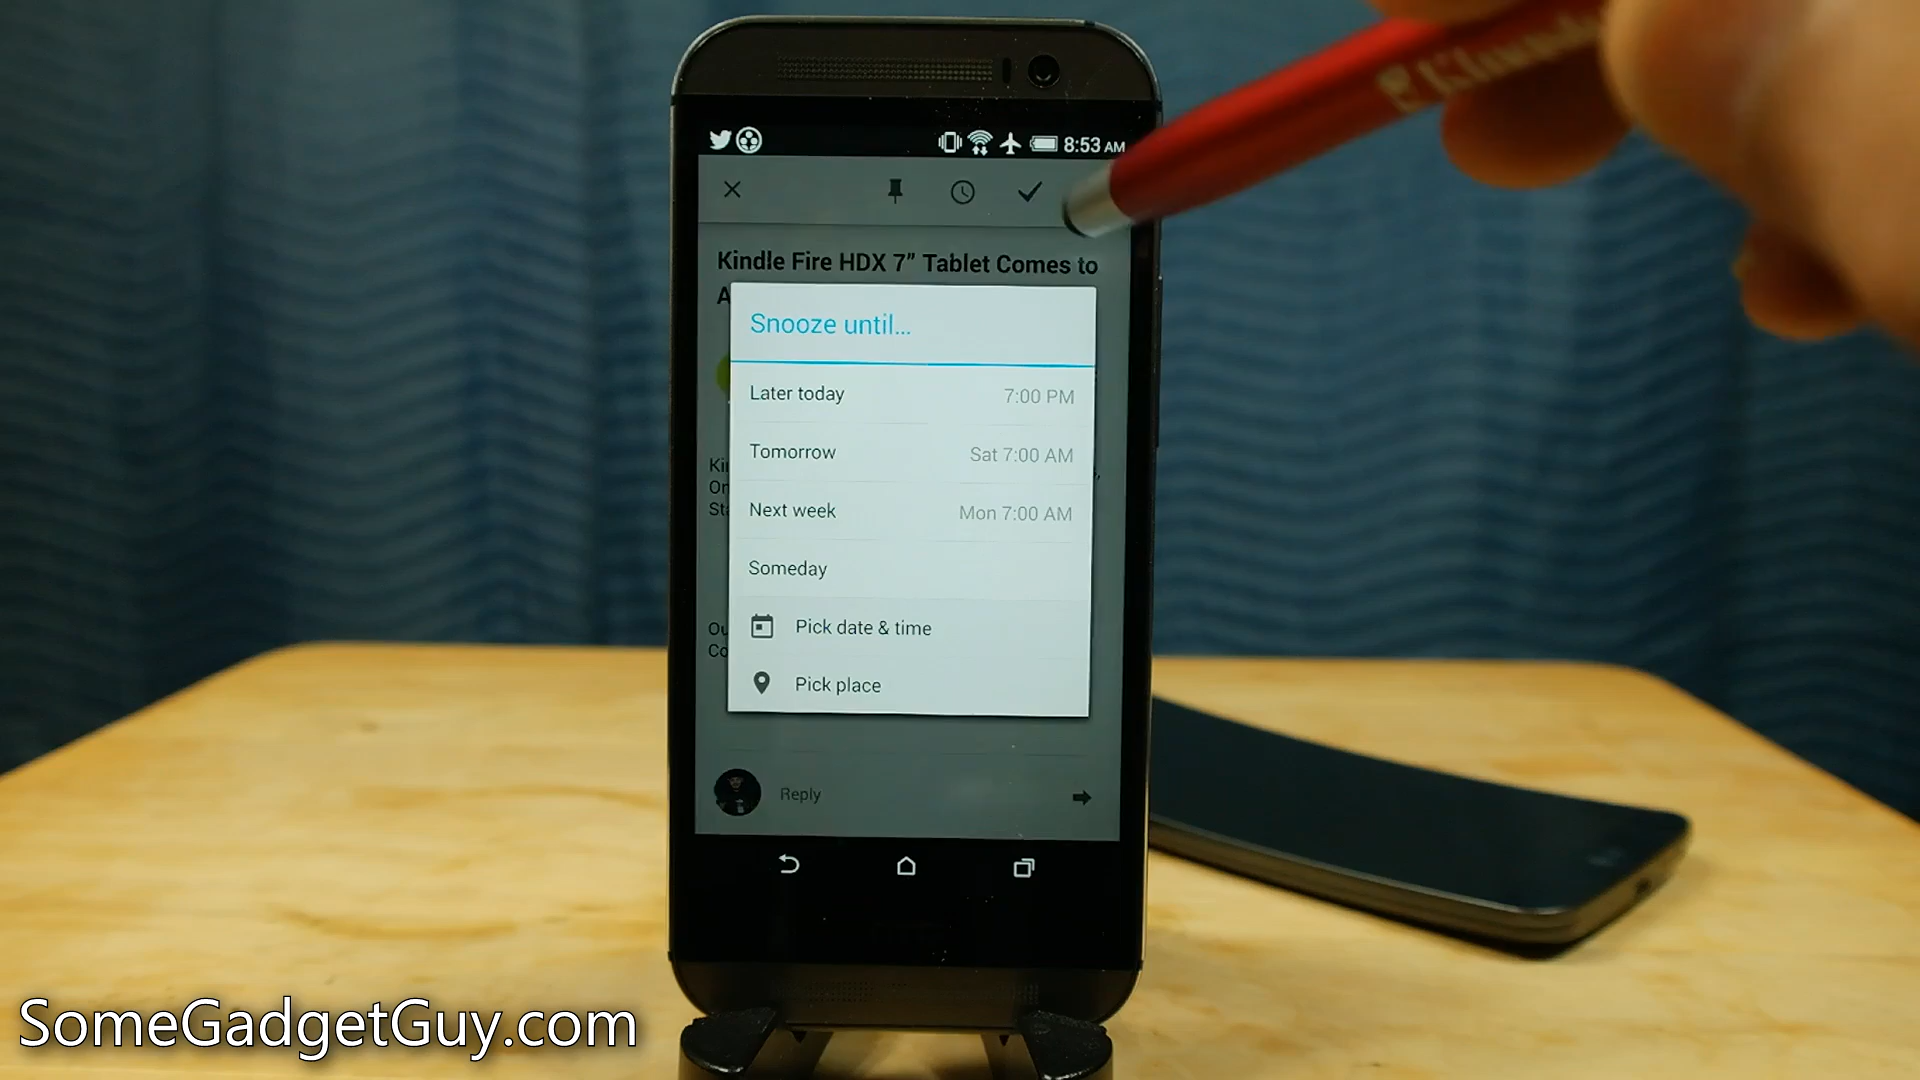 8:53 AM
Kindle Fire HDX 7” Tablet Comes to
A
Snooze until...
Later today 7:00 PM
Tomorrow Sat 7:00 AM
Next week Mon 7:00 AM
Someday
Pick date & time
Pick place
Reply
SomeGadgetGuy.com